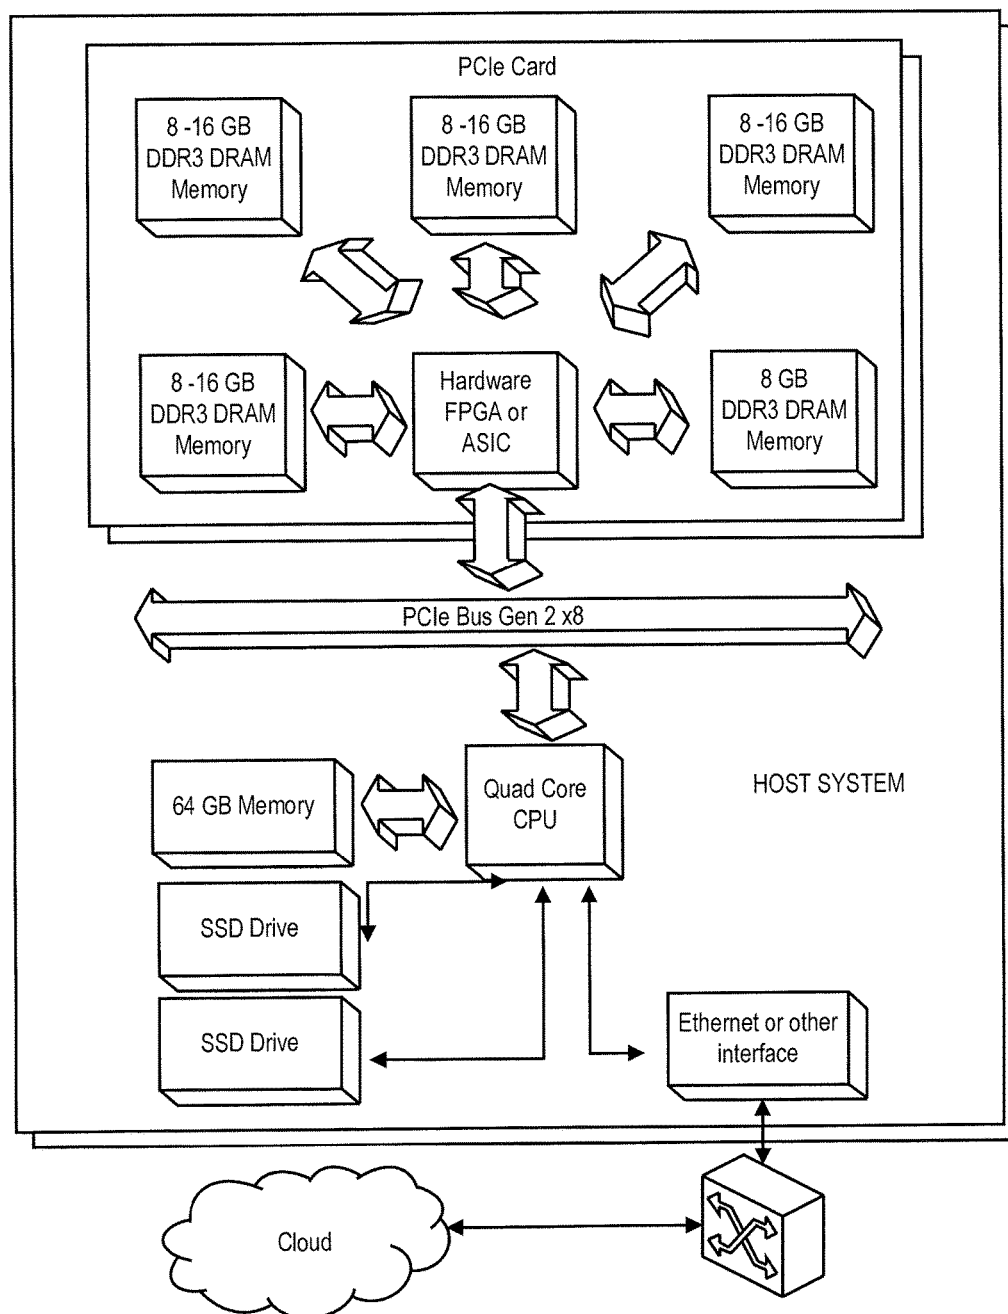 PCIe Card
8 -16 GB
DDR3 DRAM
Memory
8 -16 GB
DDR3 DRAM
Memory
8 -16 GB
DDR3 DRAM
Memory
8 -16 GB
DDR3 DRAM
Memory
Hardware
FPGA or
ASIC
8 GB
DDR3 DRAM
Memory
PCIe Bus Gen 2 x8
64 GB Memory
Quad Core
CPU
HOST SYSTEM
SSD Drive
SSD Drive
Ethernet or other
interface
Cloud